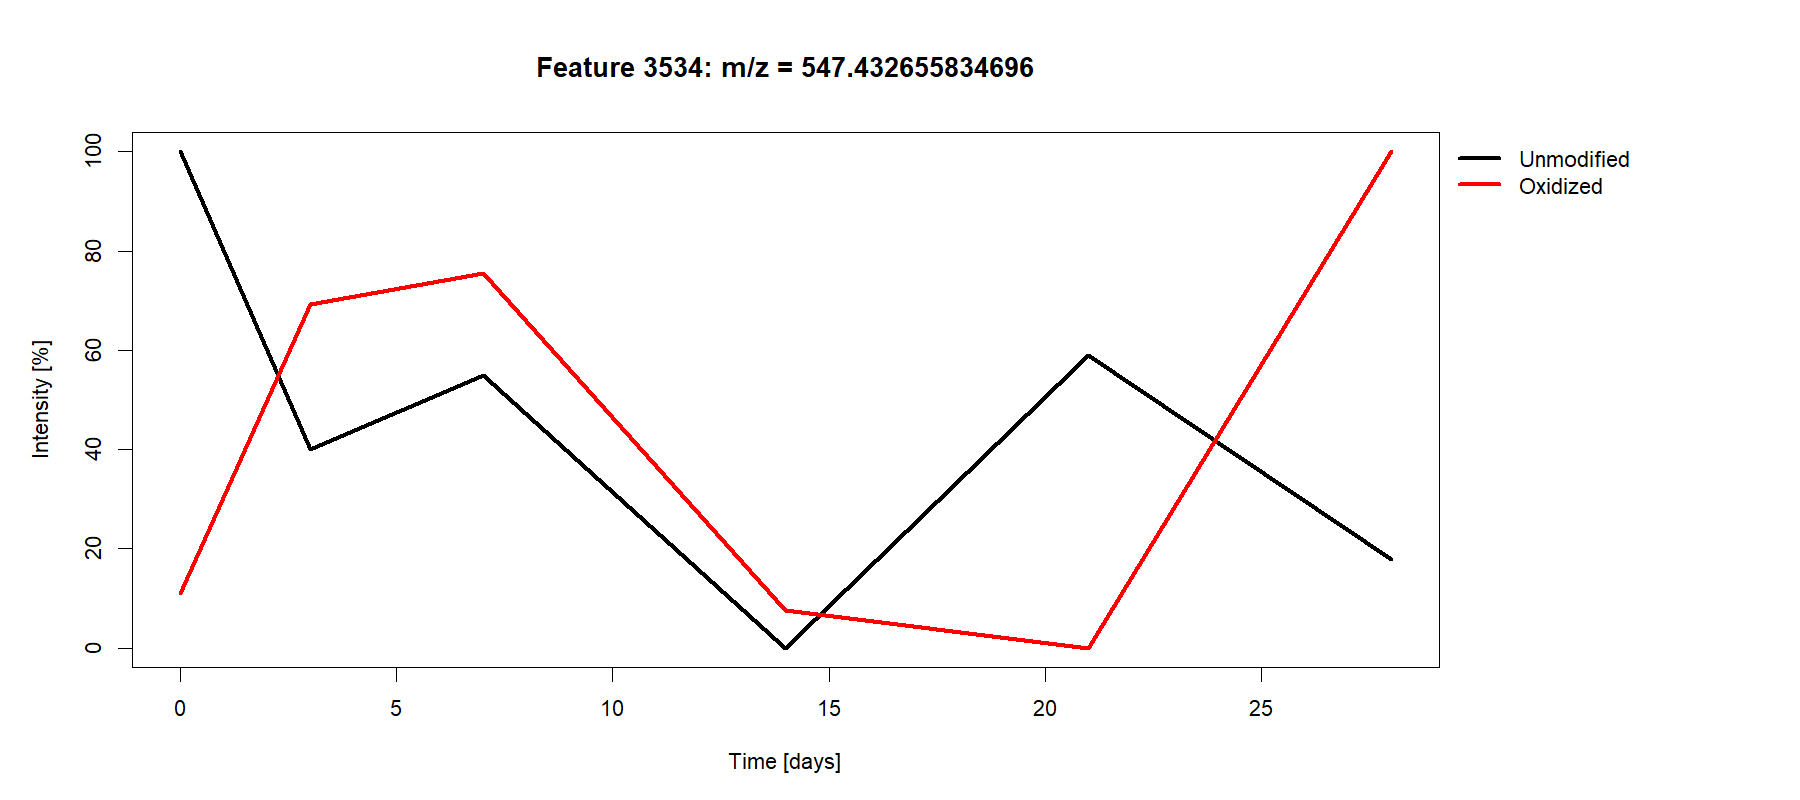 Feature 3534: m/z = 547.432655834696
Unmodified
Oxidized
Intensity [%]
100
80
60
40
20
0
0 5 10 15 20 25
Time [days]